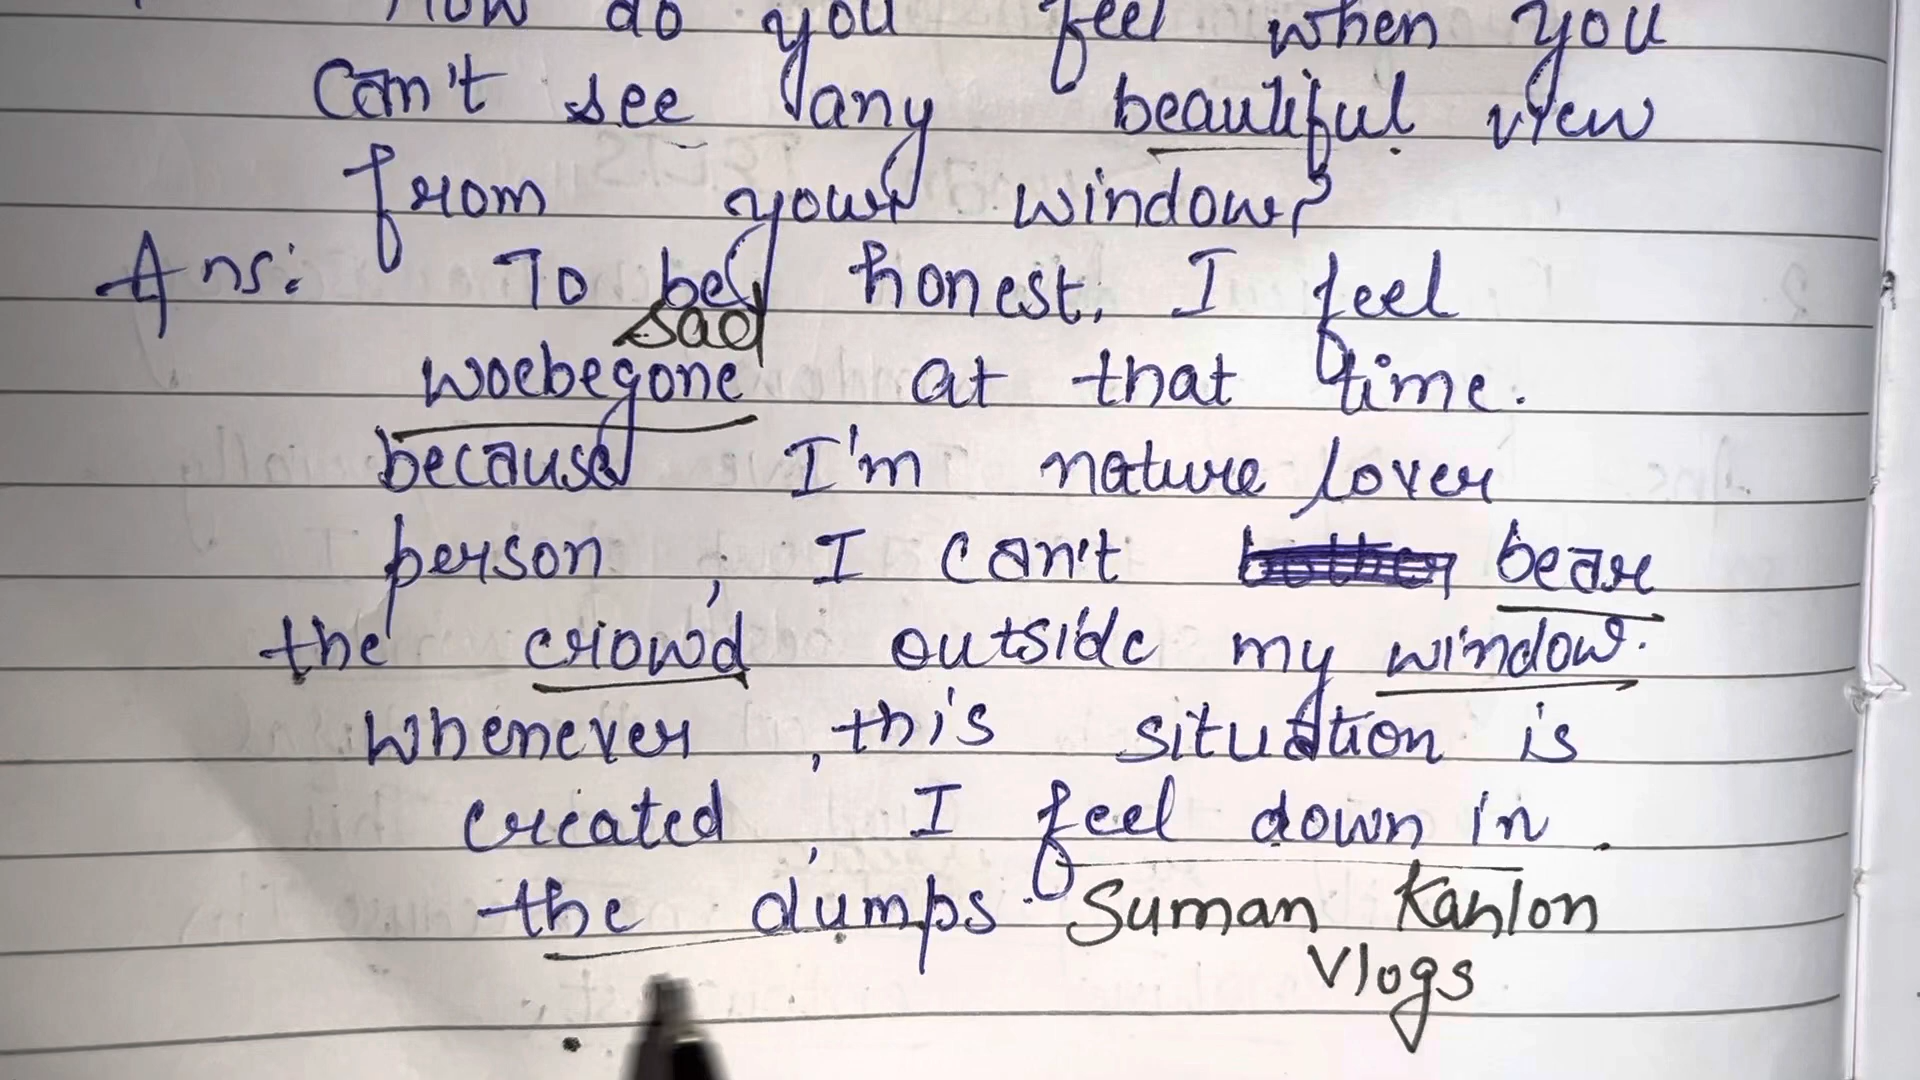 How do you feel when you
can't see any beautiful view
from your window?
Ans: To be honest, I feel
sad
woebegone at that time.
because I'm nature lover
person, I can't bear
the crowd outside my window.
whenever, this situation is
created, I feel down in
the dumps. Suman Kahlon
Vlogs